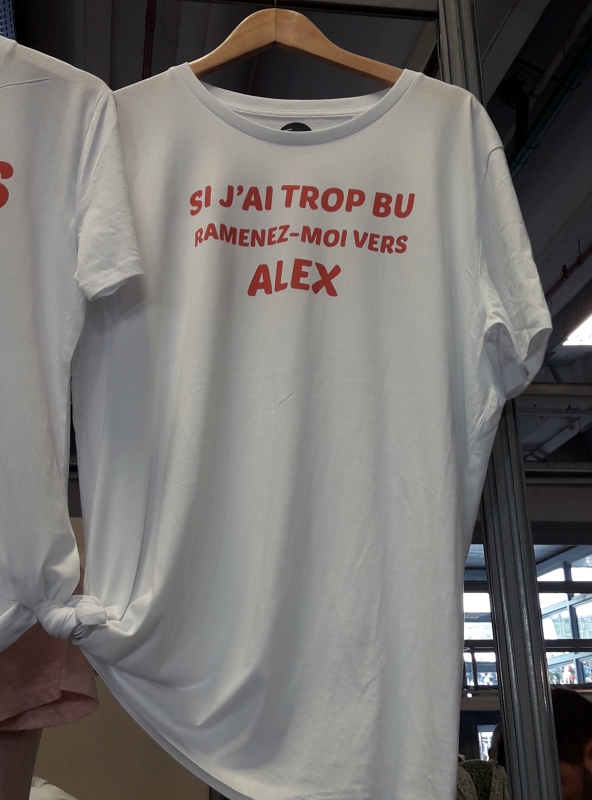 S
SI J'AI TROP BU
RAMENEZ-MOI VERS
ALEX